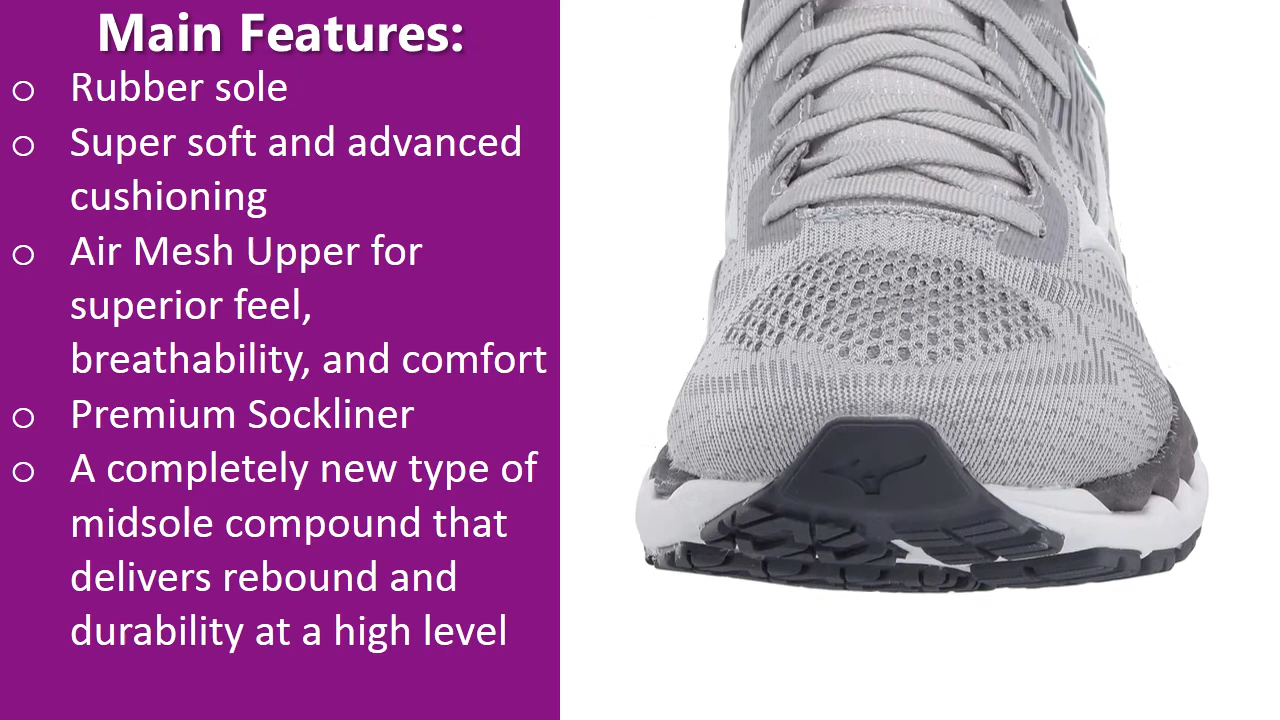 Main Features:
o Rubber sole
o Super soft and advanced
cushioning
o Air Mesh Upper for
superior feel,
breathability, and comfort
o Premium Sockliner
o A completely new type of
midsole compound that
delivers rebound and
durability at a high level